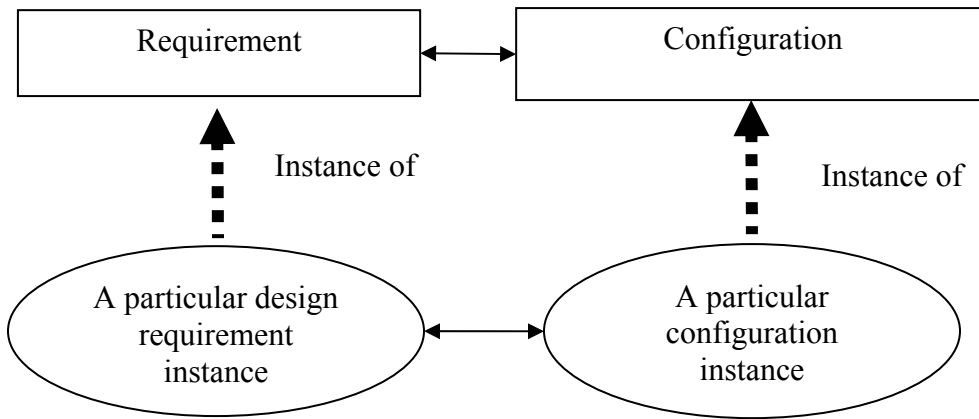 Requirement
Configuration
Instance of
Instance of
A particular design
requirement
instance
A particular
configuration
instance